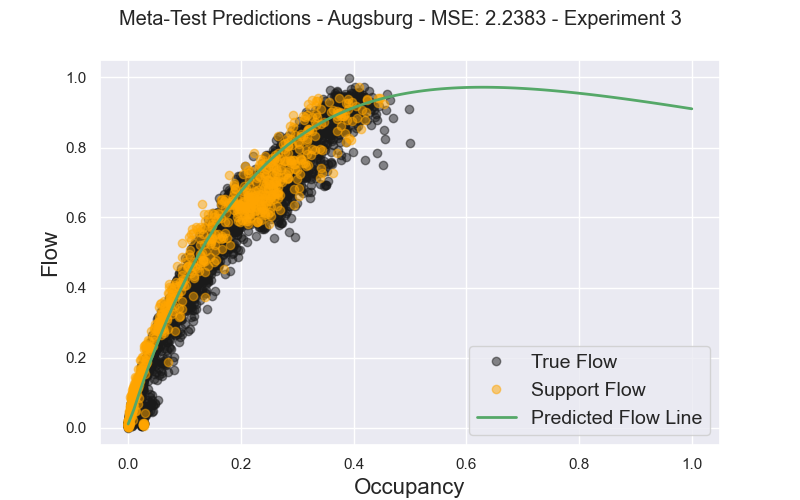 Meta-Test Predictions - Augsburg - MSE: 2.2383 - Experiment 3
1.0
0.8
0.6
0.4
0.2
0.0
Flow
True Flow
Support Flow
Predicted Flow Line
0.0 0.2 0.4 0.6 0.8 1.0
Occupancy